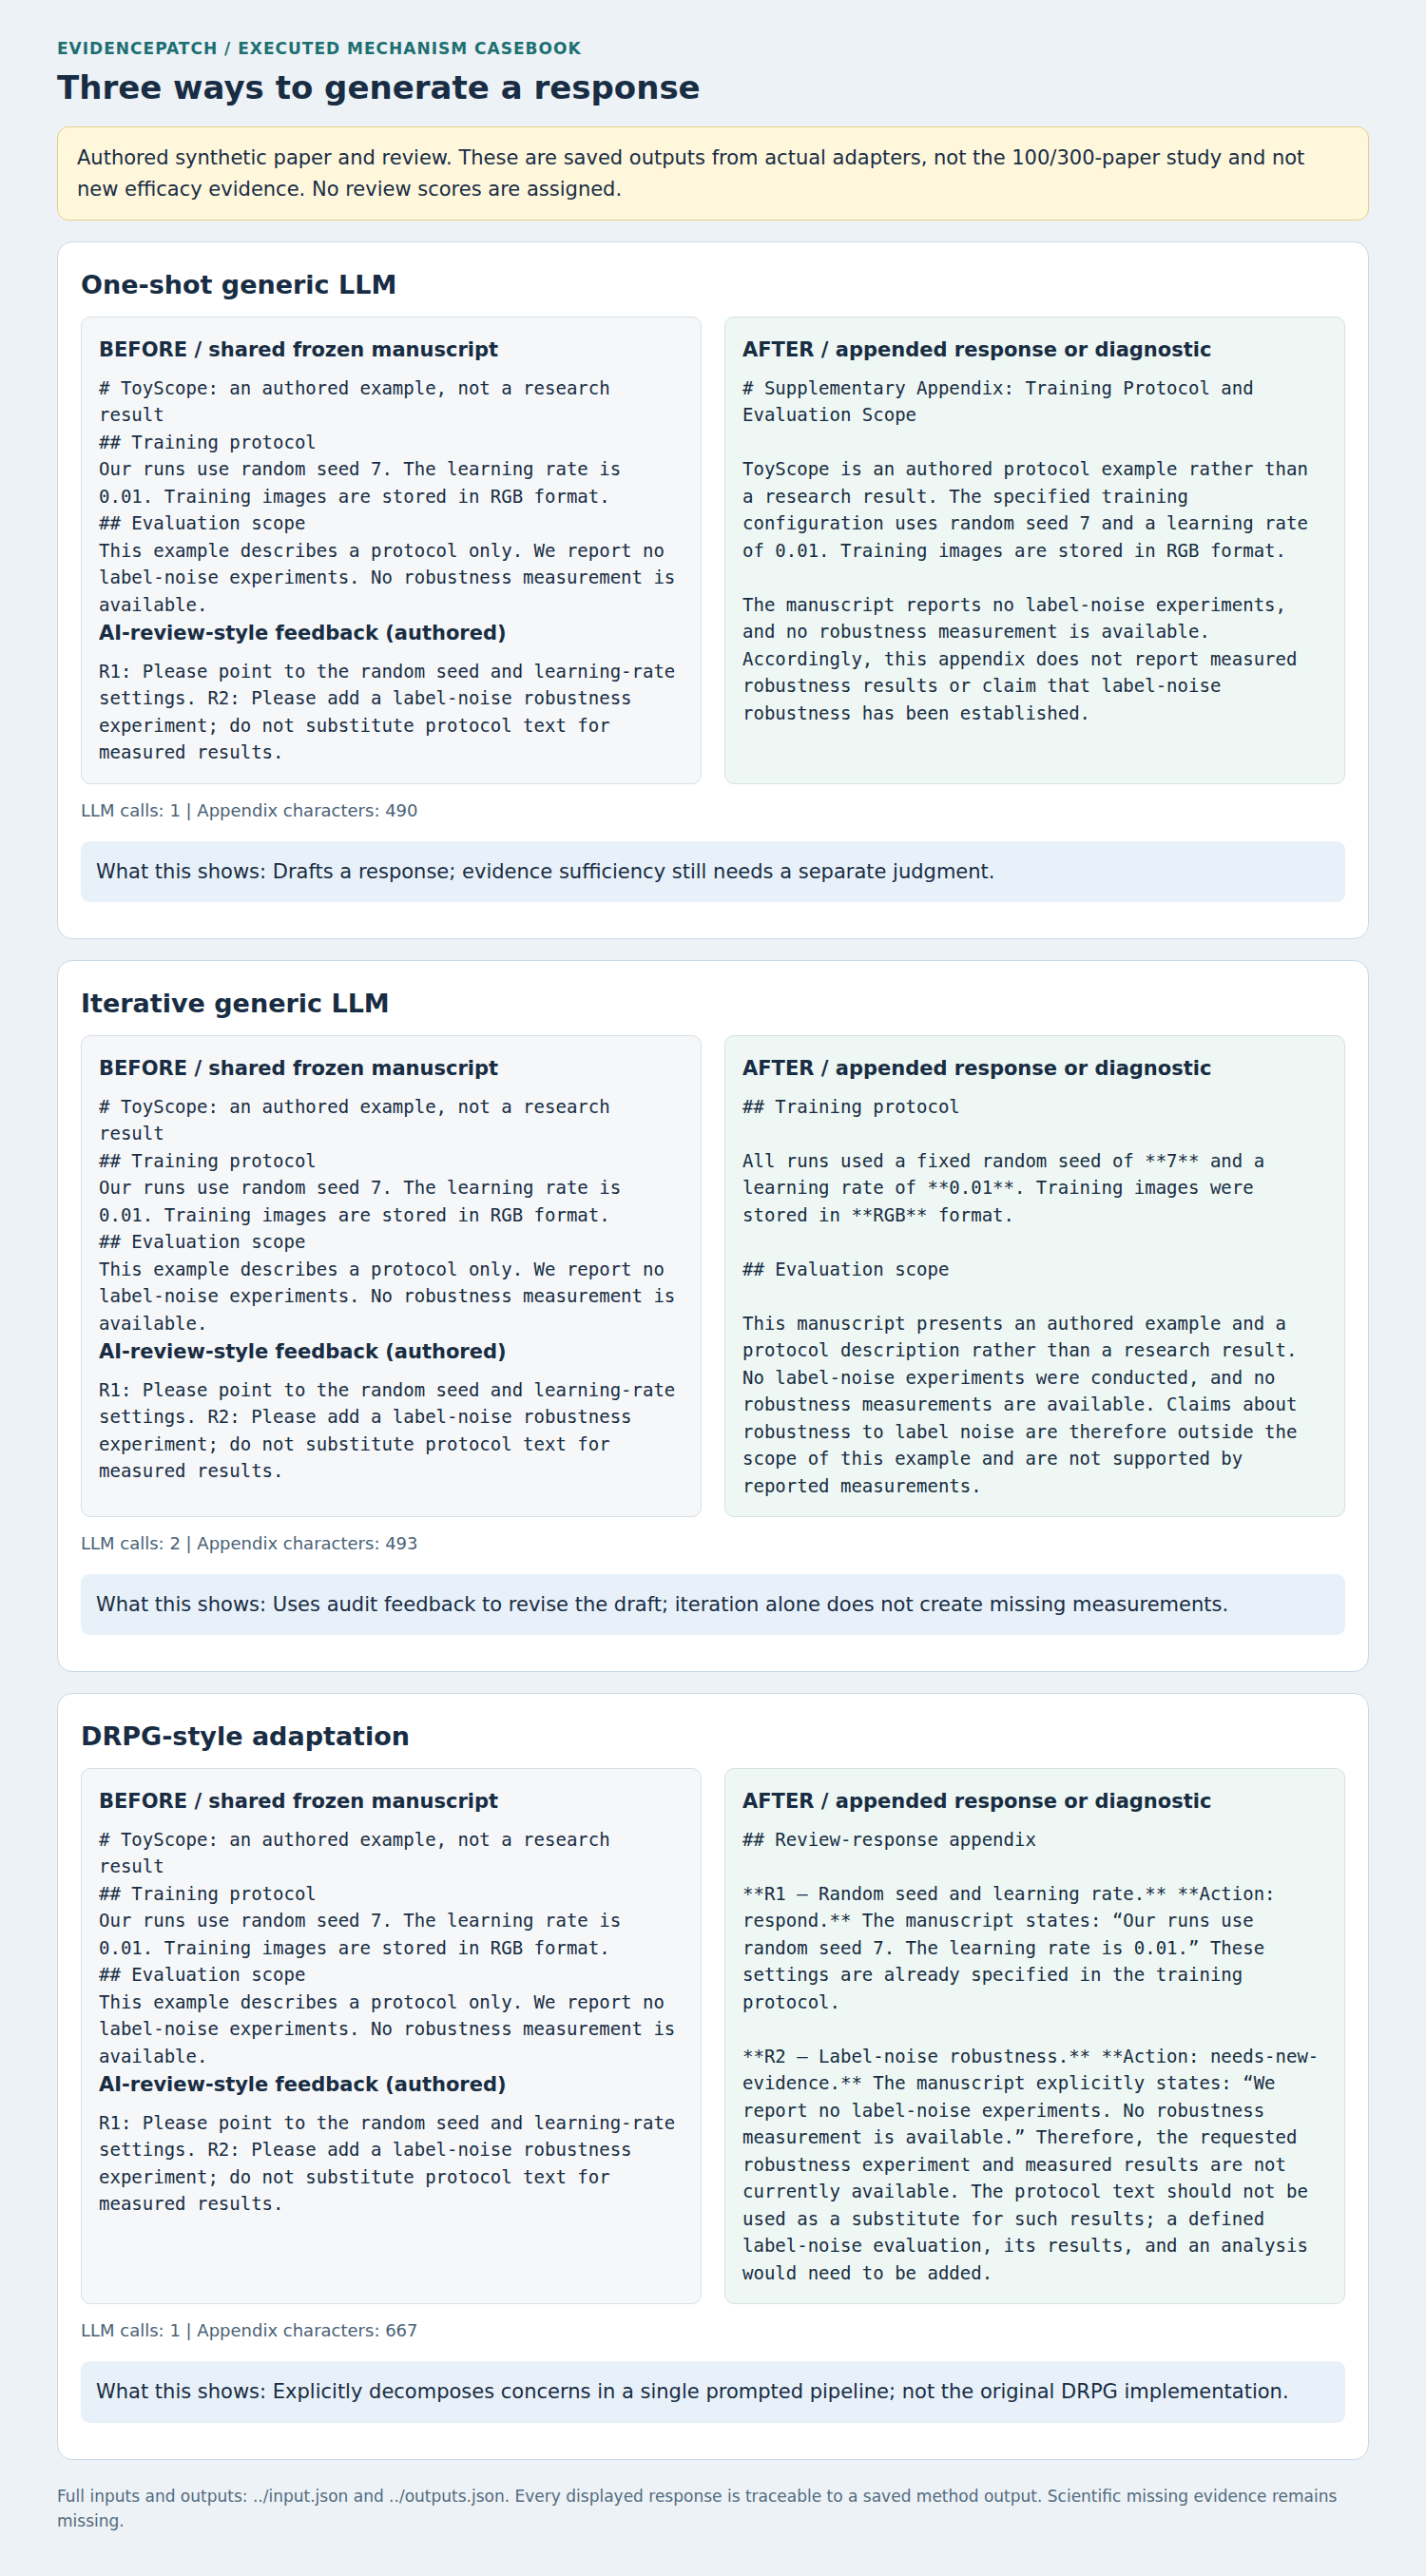 EVIDENCEPATCH / EXECUTED MECHANISM CASEBOOK
Three ways to generate a response
Authored synthetic paper and review. These are saved outputs from actual adapters, not the 100/300-paper study and not
new efficacy evidence. No review scores are assigned.
One-shot generic LLM
BEFORE / shared frozen manuscript
# ToyScope: an authored example, not a research
result
## Training protocol
Our runs use random seed 7. The learning rate is
0.01. Training images are stored in RGB format.
## Evaluation scope
This example describes a protocol only. We report no
label-noise experiments. No robustness measurement is
available.
AI-review-style feedback (authored)
R1: Please point to the random seed and learning-rate
settings. R2: Please add a label-noise robustness
experiment; do not substitute protocol text for
measured results.
AFTER / appended response or diagnostic
# Supplementary Appendix: Training Protocol and
Evaluation Scope
ToyScope is an authored protocol example rather than
a research result. The specified training
configuration uses random seed 7 and a learning rate
of 0.01. Training images are stored in RGB format.
The manuscript reports no label-noise experiments,
and no robustness measurement is available.
Accordingly, this appendix does not report measured
robustness results or claim that label-noise
robustness has been established.
LLM calls: 1 | Appendix characters: 490
What this shows: Drafts a response; evidence sufficiency still needs a separate judgment.
Iterative generic LLM
BEFORE / shared frozen manuscript
# ToyScope: an authored example, not a research
result
## Training protocol
Our runs use random seed 7. The learning rate is
0.01. Training images are stored in RGB format.
## Evaluation scope
This example describes a protocol only. We report no
label-noise experiments. No robustness measurement is
available.
AI-review-style feedback (authored)
R1: Please point to the random seed and learning-rate
settings. R2: Please add a label-noise robustness
experiment; do not substitute protocol text for
measured results.
AFTER / appended response or diagnostic
## Training protocol
All runs used a fixed random seed of **7** and a
learning rate of **0.01**. Training images were
stored in **RGB** format.
## Evaluation scope
This manuscript presents an authored example and a
protocol description rather than a research result.
No label-noise experiments were conducted, and no
robustness measurements are available. Claims about
robustness to label noise are therefore outside the
scope of this example and are not supported by
reported measurements.
LLM calls: 2 | Appendix characters: 493
What this shows: Uses audit feedback to revise the draft; iteration alone does not create missing measurements.
DRPG-style adaptation
BEFORE / shared frozen manuscript
# ToyScope: an authored example, not a research
result
## Training protocol
Our runs use random seed 7. The learning rate is
0.01. Training images are stored in RGB format.
## Evaluation scope
This example describes a protocol only. We report no
label-noise experiments. No robustness measurement is
available.
AI-review-style feedback (authored)
R1: Please point to the random seed and learning-rate
settings. R2: Please add a label-noise robustness
experiment; do not substitute protocol text for
measured results.
AFTER / appended response or diagnostic
## Review-response appendix
**R1 — Random seed and learning rate.** **Action:
respond.** The manuscript states: “Our runs use
random seed 7. The learning rate is 0.01.” These
settings are already specified in the training
protocol.
**R2 — Label-noise robustness.** **Action: needs-new-
evidence.** The manuscript explicitly states: “We
report no label-noise experiments. No robustness
measurement is available.” Therefore, the requested
robustness experiment and measured results are not
currently available. The protocol text should not be
used as a substitute for such results; a defined
label-noise evaluation, its results, and an analysis
would need to be added.
LLM calls: 1 | Appendix characters: 667
What this shows: Explicitly decomposes concerns in a single prompted pipeline; not the original DRPG implementation.
Full inputs and outputs: ../input.json and ../outputs.json. Every displayed response is traceable to a saved method output. Scientific missing evidence remains
missing.